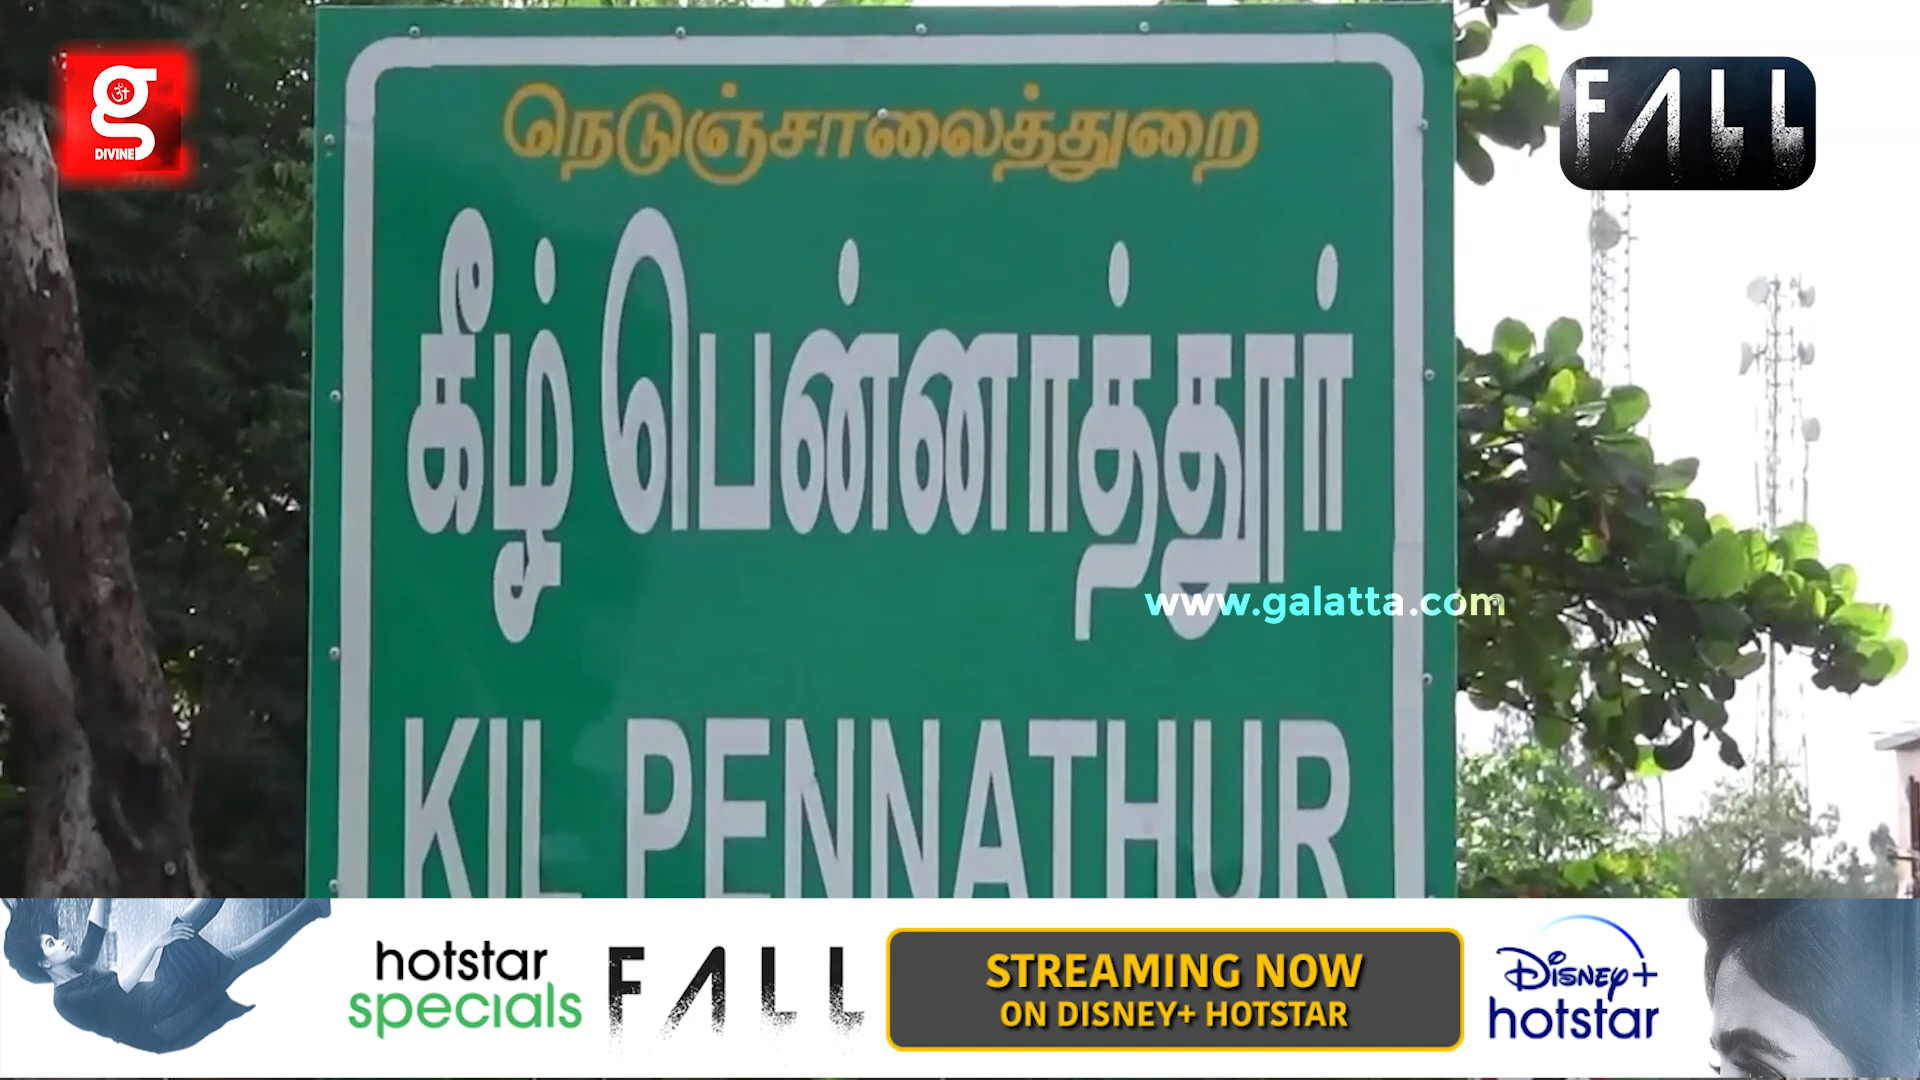 g
DIVINE
FALL
நெடுஞ்சாலைத்துறை
கீழ் பென்னாத்தூர்
www.galatta.com
KIL PENNATHUR
hotstar
specials
FALL
STREAMING NOW
ON DISNEY+ HOTSTAR
Disney+
hotstar